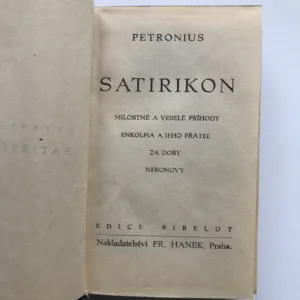 PETRONIUS
SATIRIKON
MILOSTNÉ A VESELÉ PŘÍHODY
ENKOLPIA A JEHO PŘÁTEL
ZA DOBY
NERONOVY
EDICE BIBELOT
Nakladatelství FR. HANEK, Praha.